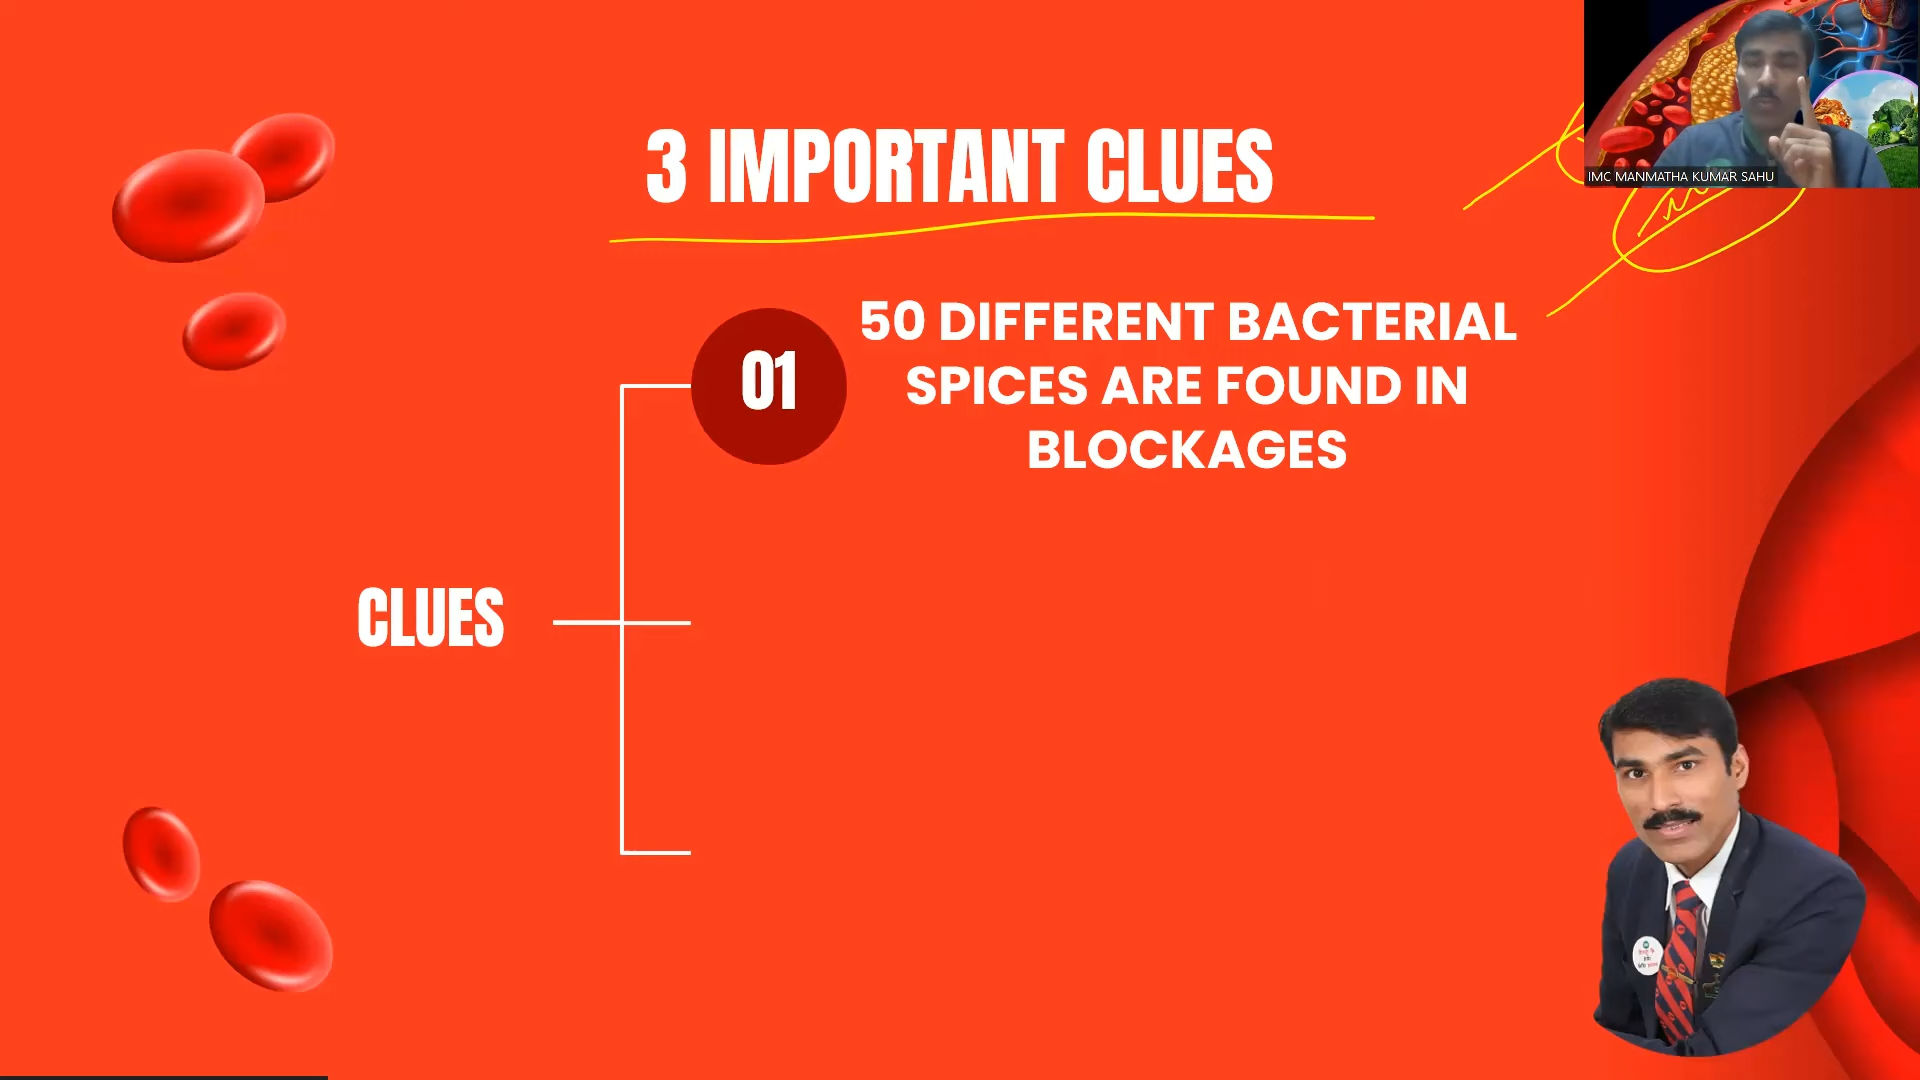 IMC MANMATHA KUMAR SAHU
3 IMPORTANT CLUES
01
50 DIFFERENT BACTERIAL
SPICES ARE FOUND IN
BLOCKAGES
CLUES